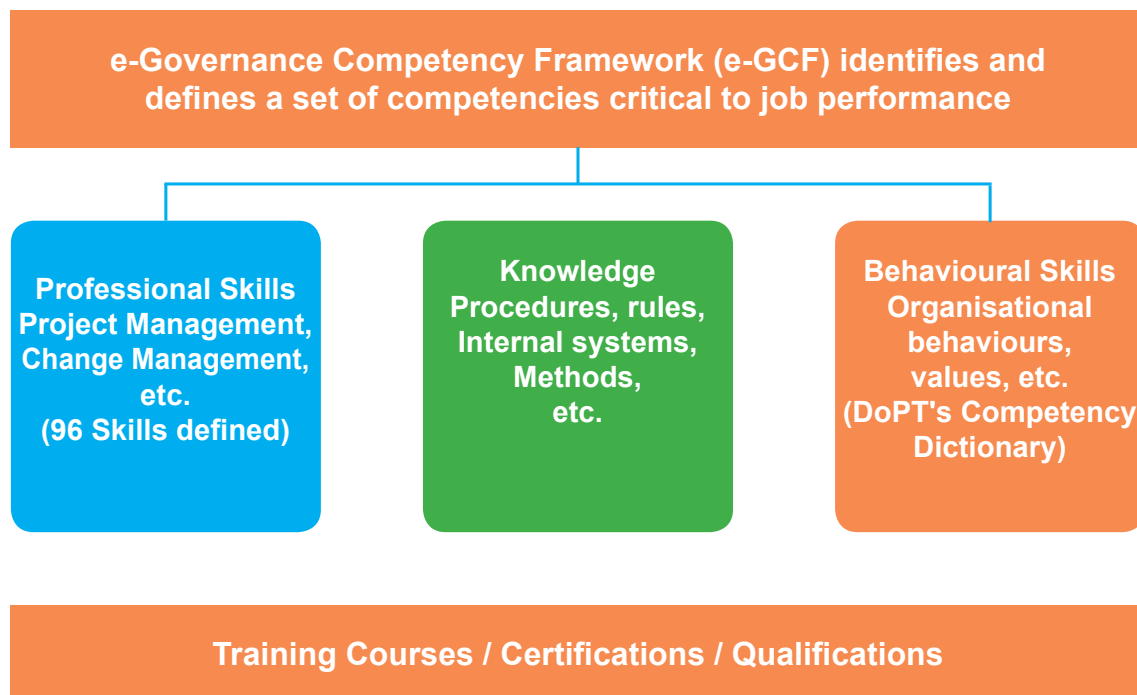 e-Governance Competency Framework (e-GCF) identifies and
defines a set of competencies critical to job performance
Professional Skills
Project Management,
Change Management,
etc.
(96 Skills defined)
Knowledge
Procedures, rules,
Internal systems,
Methods,
etc.
Behavioural Skills
Organisational
behaviours,
values, etc.
(DoPT's Competency
Dictionary)
Training Courses / Certifications / Qualifications